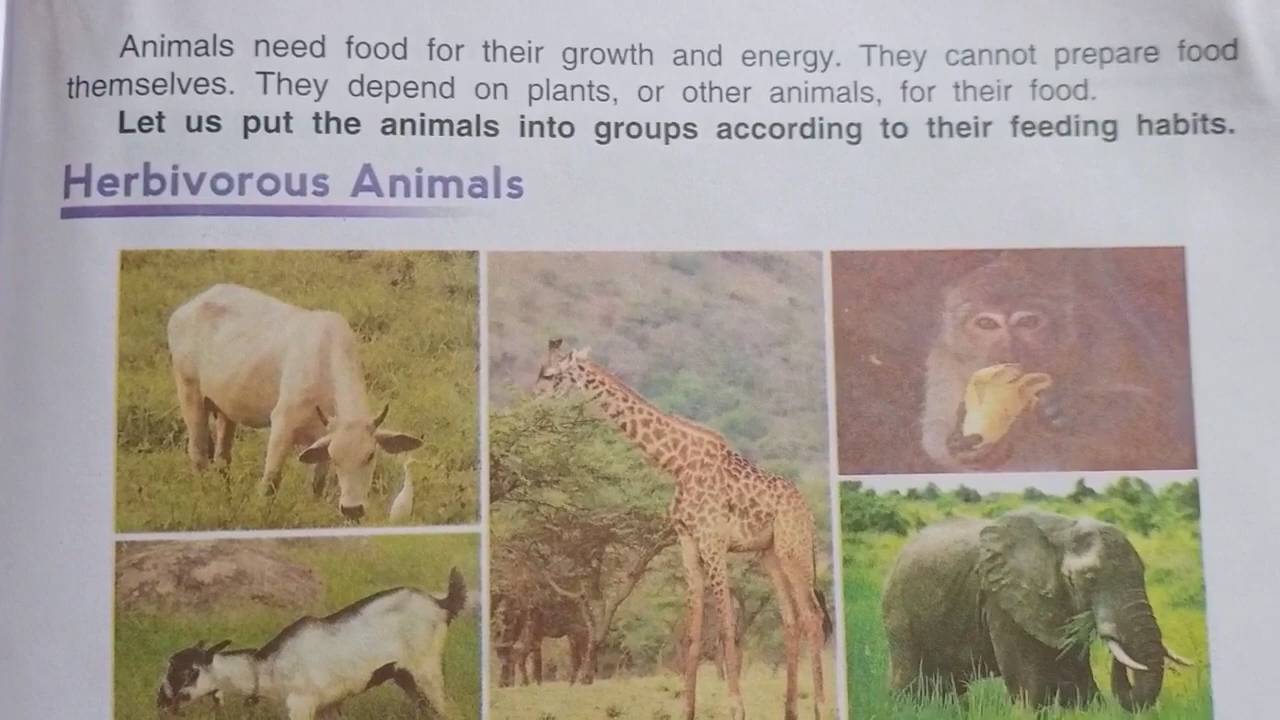 Animals need food for their growth and energy. They cannot prepare food
themselves. They depend on plants, or other animals, for their food.
Let us put the animals into groups according to their feeding habits.
Herbivorous Animals